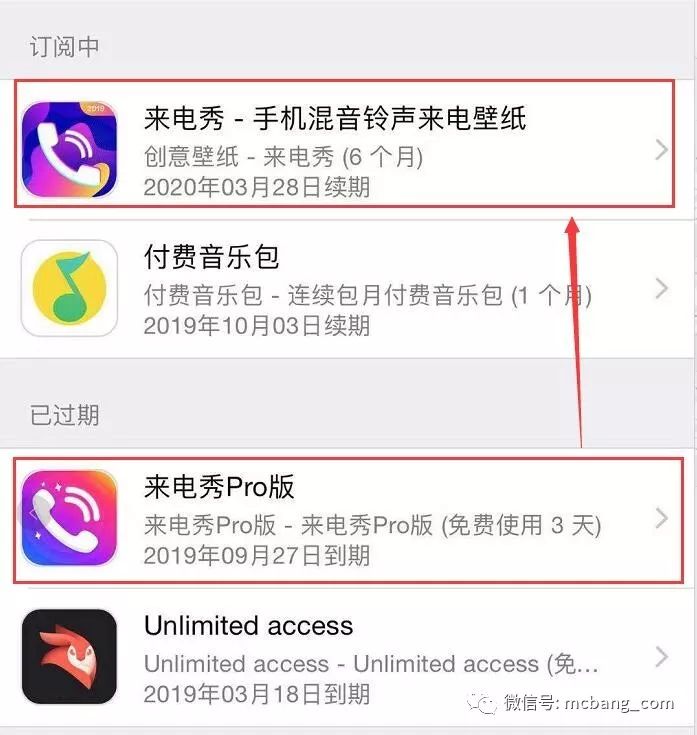 订阅中
2019
来电秀 - 手机混音铃声来电壁纸
创意壁纸 - 来电秀 (6 个月)
2020年03月28日续期
付费音乐包
付费音乐包 - 连续包月付费音乐包 (1 个月)
2019年10月03日续期
已过期
来电秀Pro版
来电秀Pro版 - 来电秀Pro版 (免费使用 3 天)
2019年09月27日到期
Unlimited access
Unlimited access - Unlimited access (免...
2019年03月18日到期
微信号: mcbang_com